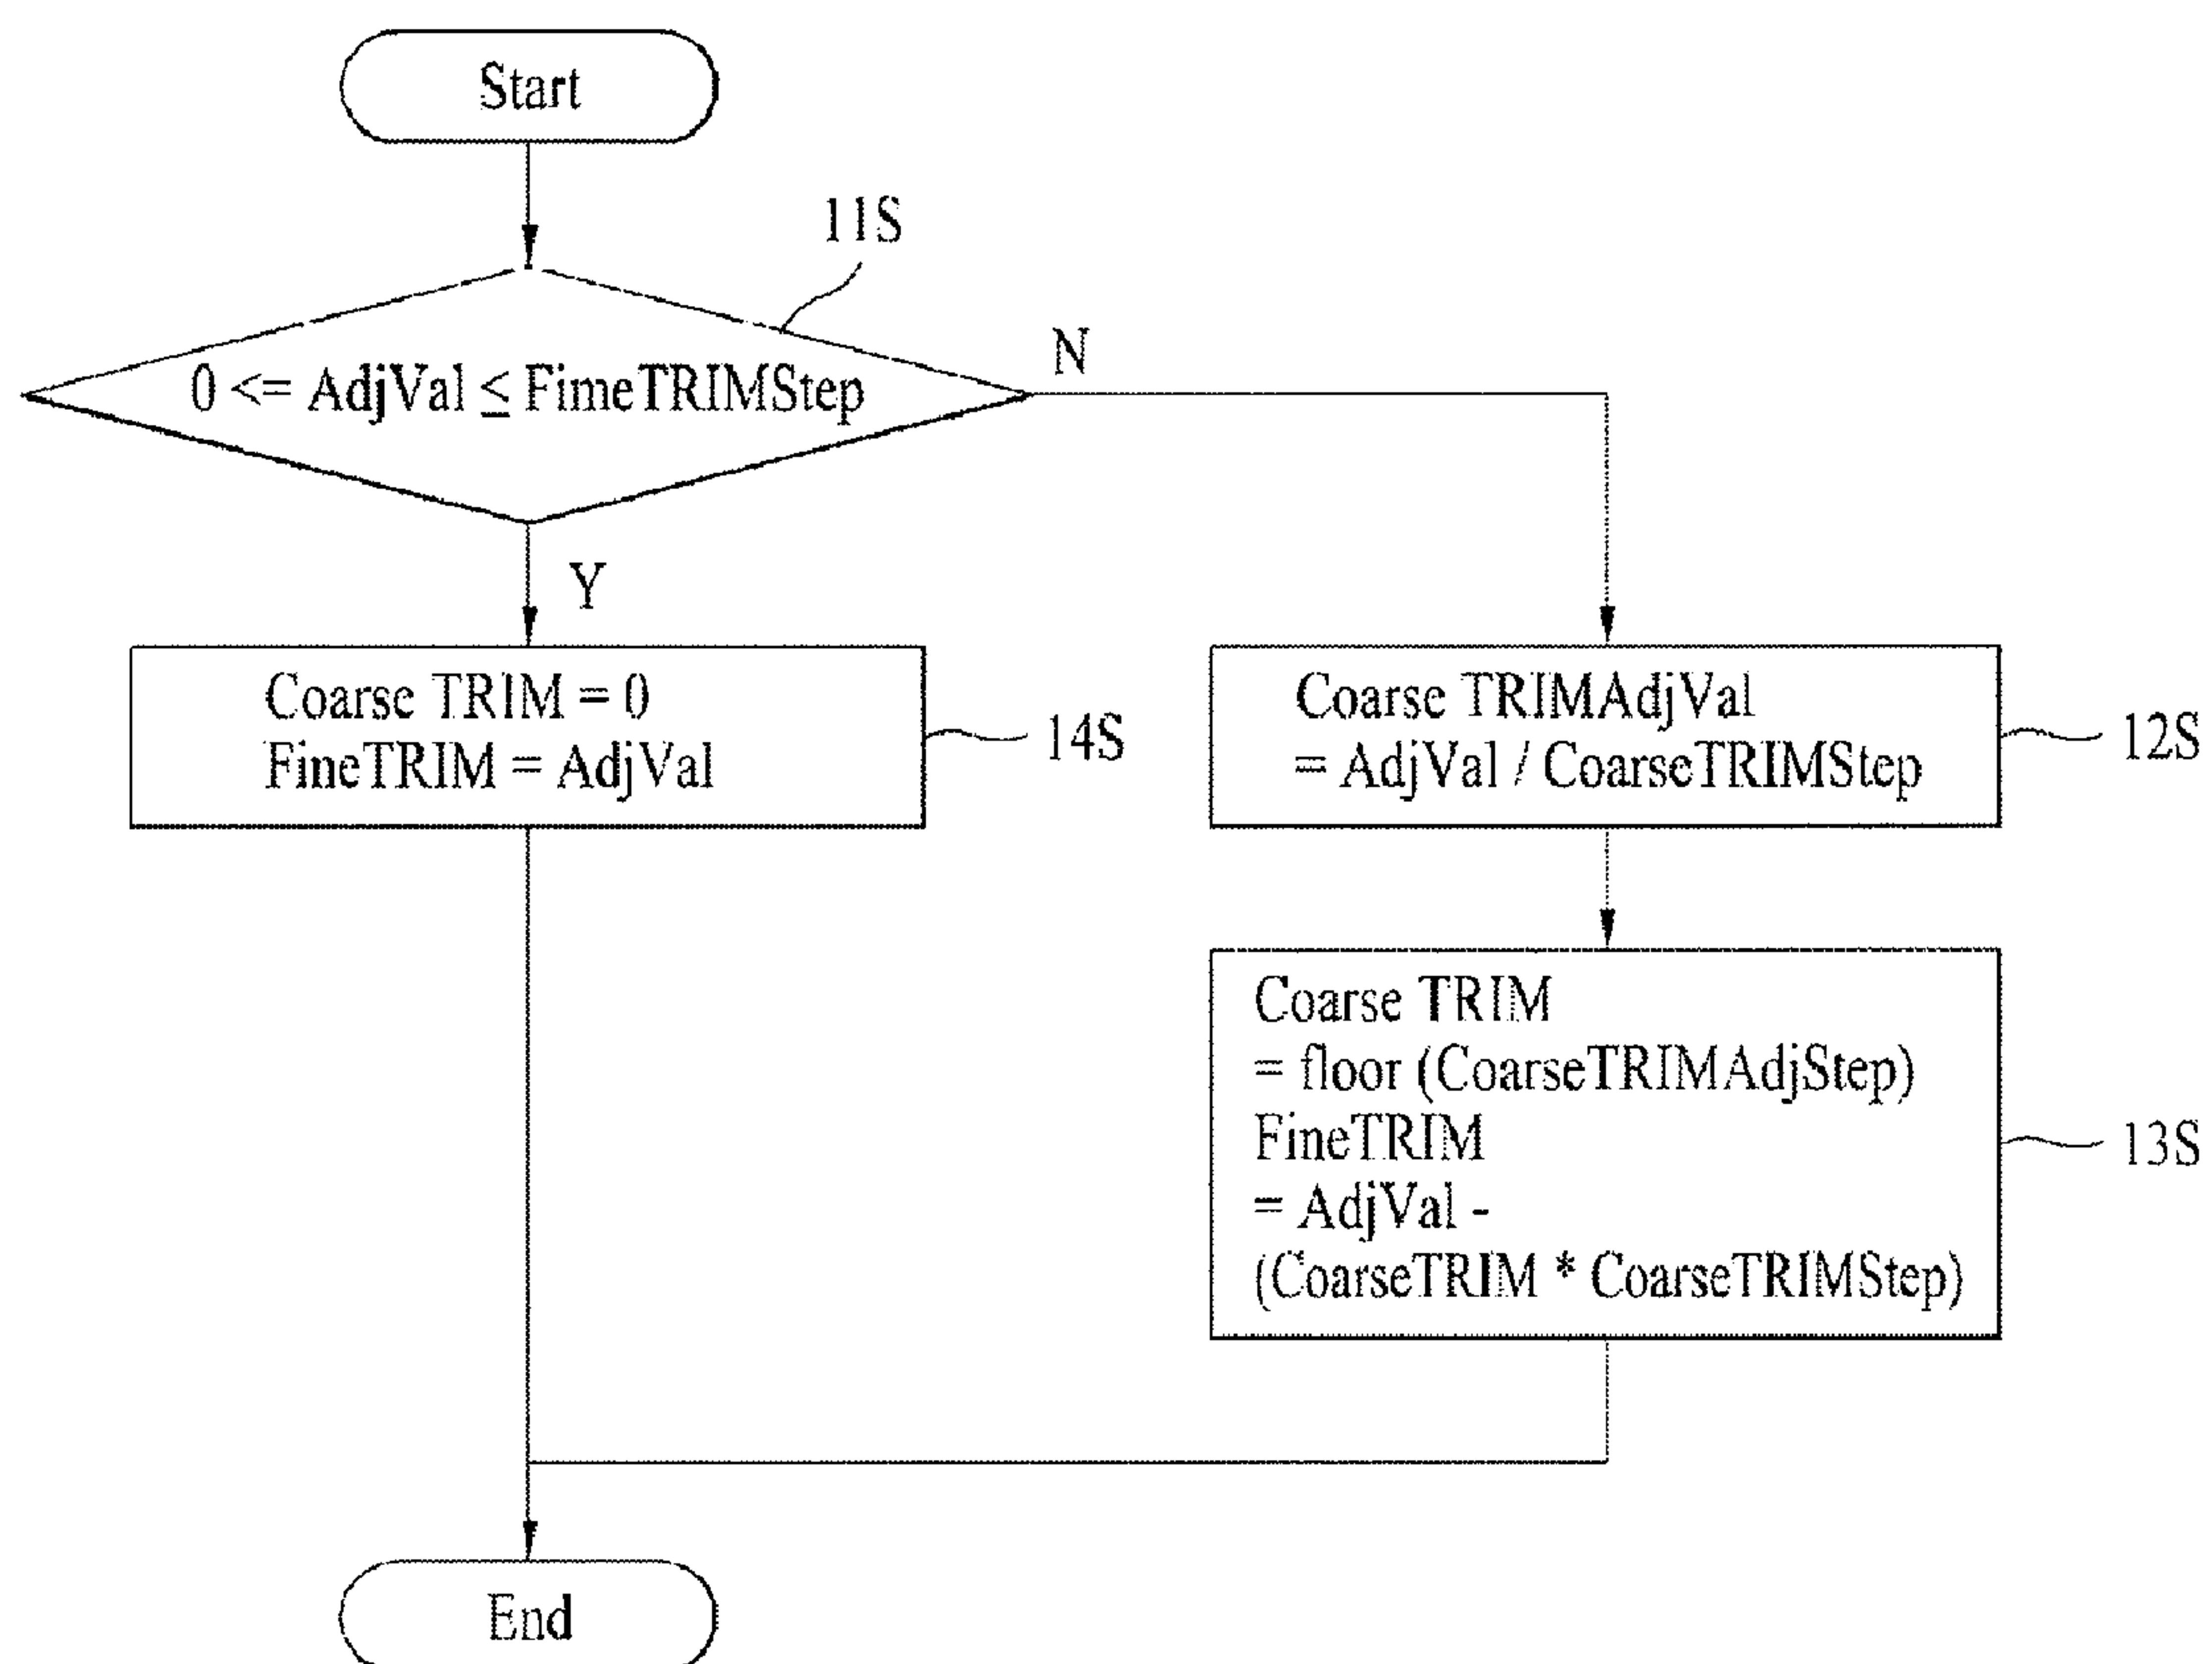 Start
11S
0 <= AdjVal ≤ FimeTRIMStep
N
Y
Coarse TRIM = 0
FineTRIM = AdjVal
14S
Coarse TRIMAdjVal
= AdjVal / CoarseTRIMStep
12S
Coarse TRIM
= floor (CoarseTRIMAdjStep)
FineTRIM
= AdjVal -
(CoarseTRIM * CoarseTRIMStep)
13S
End